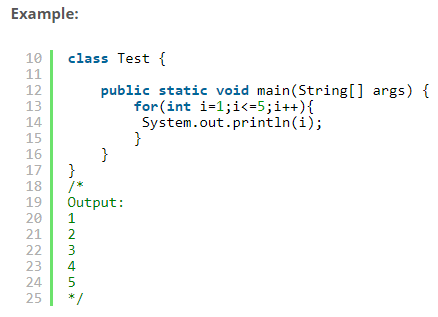 Example:
10 class Test {
11
12 public static void main(String[] args) {
13 for(int i=1;i<=5;i++){
14 System.out.println(i);
15 }
16 }
17 }
18 /*
19 Output:
20 1
21 2
22 3
23 4
24 5
25 */